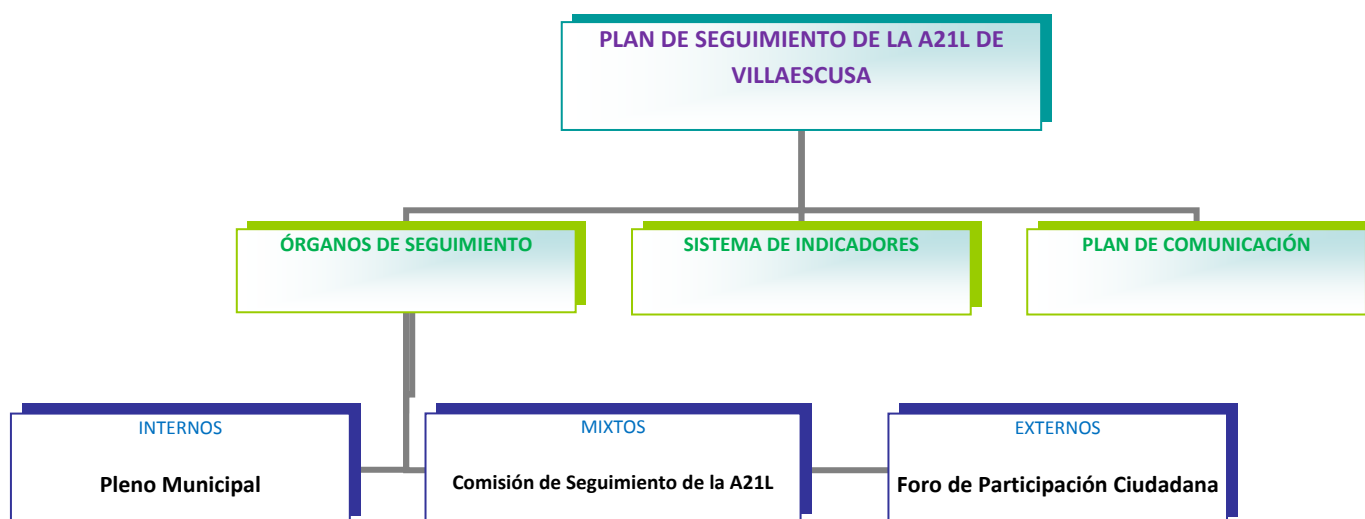 PLAN DE SEGUIMIENTO DE LA A21L DE
VILLAESCUSA
ÓRGANOS DE SEGUIMIENTO
SISTEMA DE INDICADORES
PLAN DE COMUNICACIÓN
INTERNOS
Pleno Municipal
MIXTOS
Comisión de Seguimiento de la A21L
EXTERNOS
Foro de Participación Ciudadana